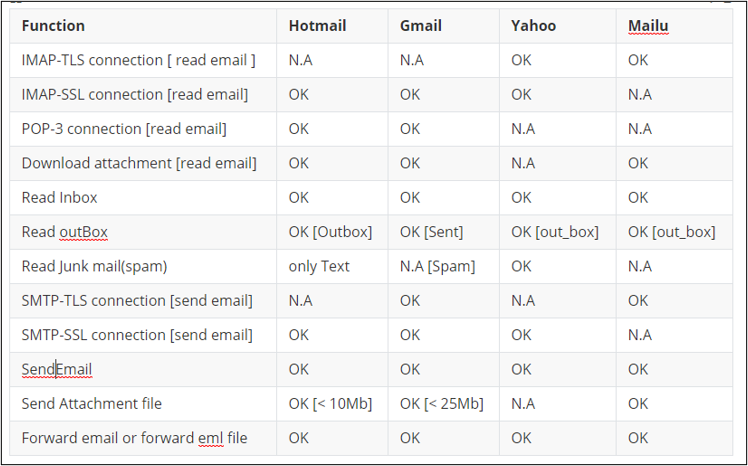 Function Hotmail Gmail Yahoo Mailu
IMAP-TLS connection [ read email ] N.A N.A OK OK
IMAP-SSL connection [read email] OK OK OK N.A
POP-3 connection [read email] OK OK N.A N.A
Download attachment [read email] OK OK N.A OK
Read Inbox OK OK OK OK
Read outBox OK [Outbox] OK [Sent] OK [out_box] OK [out_box]
Read Junk mail(spam) only Text N.A [Spam] OK N.A
SMTP-TLS connection [send email] N.A OK N.A OK
SMTP-SSL connection [send email] OK OK OK N.A
SendEmail OK OK OK OK
Send Attachment file OK [< 10Mb] OK [< 25Mb] N.A OK
Forward email or forward eml file OK OK OK OK